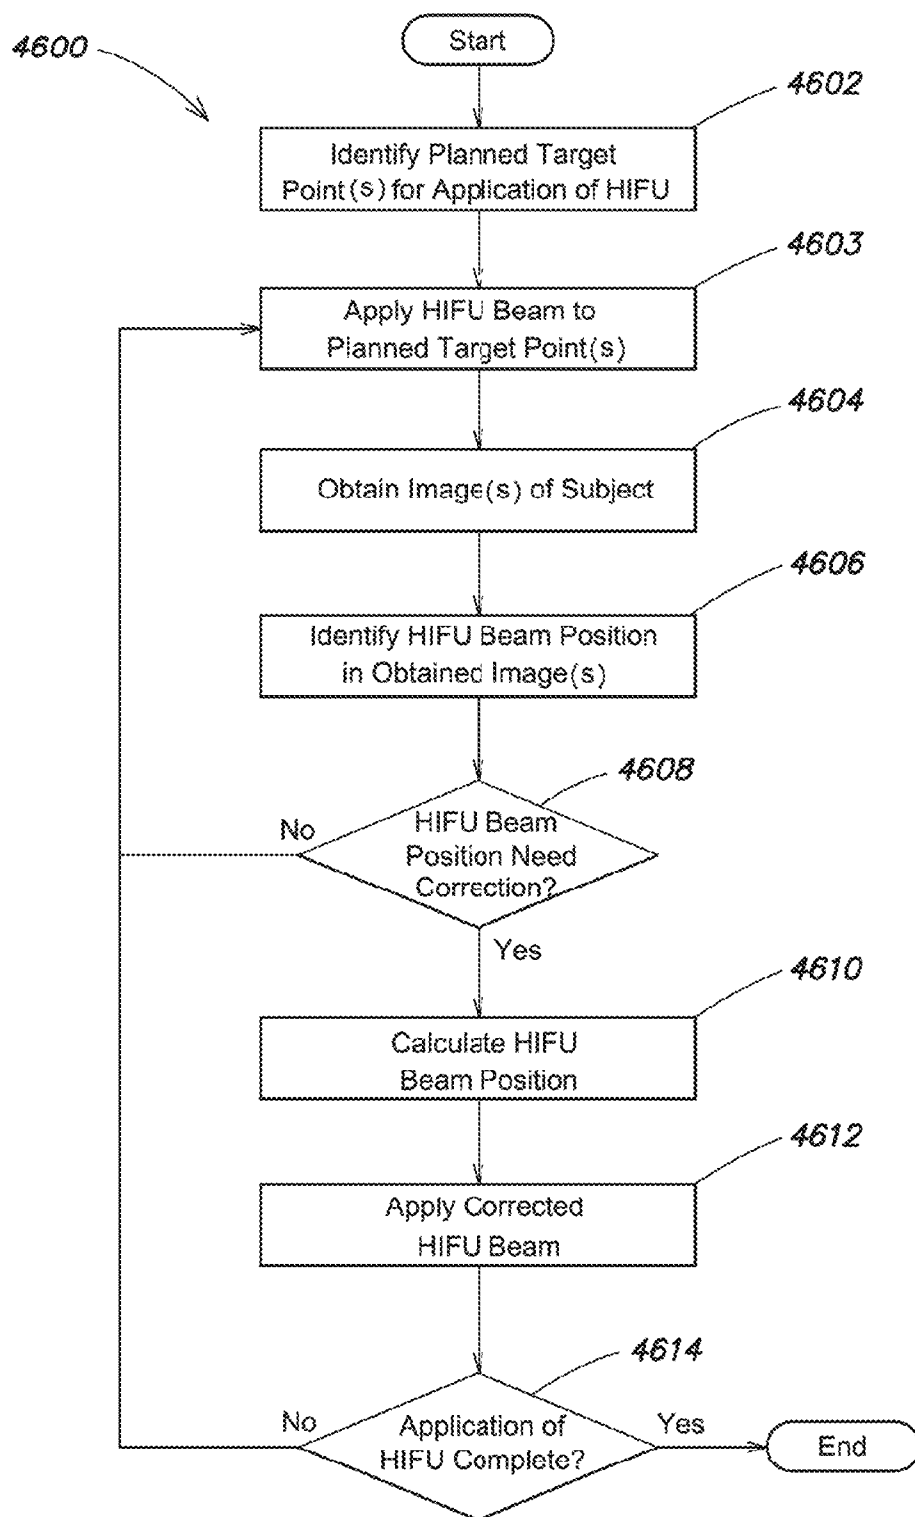 4600
Start
4602
Identify Planned Target
Point(s) for Application of HIFU
4603
Apply HIFU Beam to
Planned Target Point(s)
4604
Obtain Image(s) of Subject
4606
Identify HIFU Beam Position
in Obtained Image(s)
4608
No
HIFU Beam
Position Need
Correction?
Yes
4610
Calculate HIFU
Beam Position
4612
Apply Corrected
HIFU Beam
4614
No
Application of
HIFU Complete?
Yes
End